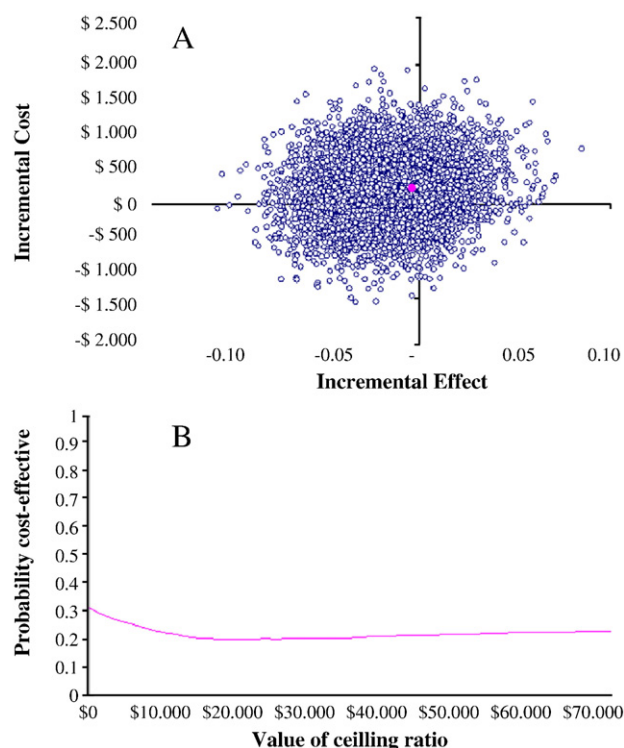 A
$ 2.500
$ 2.000
$ 1.500
$ 1.000
$ 500
$ 0
-$ 500
-$ 1.000
-$ 1.500
-$ 2.000
Incremental Cost
-0.10 -0.05 - 0.05 0.10
Incremental Effect
B
1
0.9
0.8
0.7
0.6
0.5
0.4
0.3
0.2
0.1
0
Probability cost-effective
$0 $10.000 $20.000 $30.000 $40.000 $50.000 $60.000 $70.000
Value of ceilling ratio